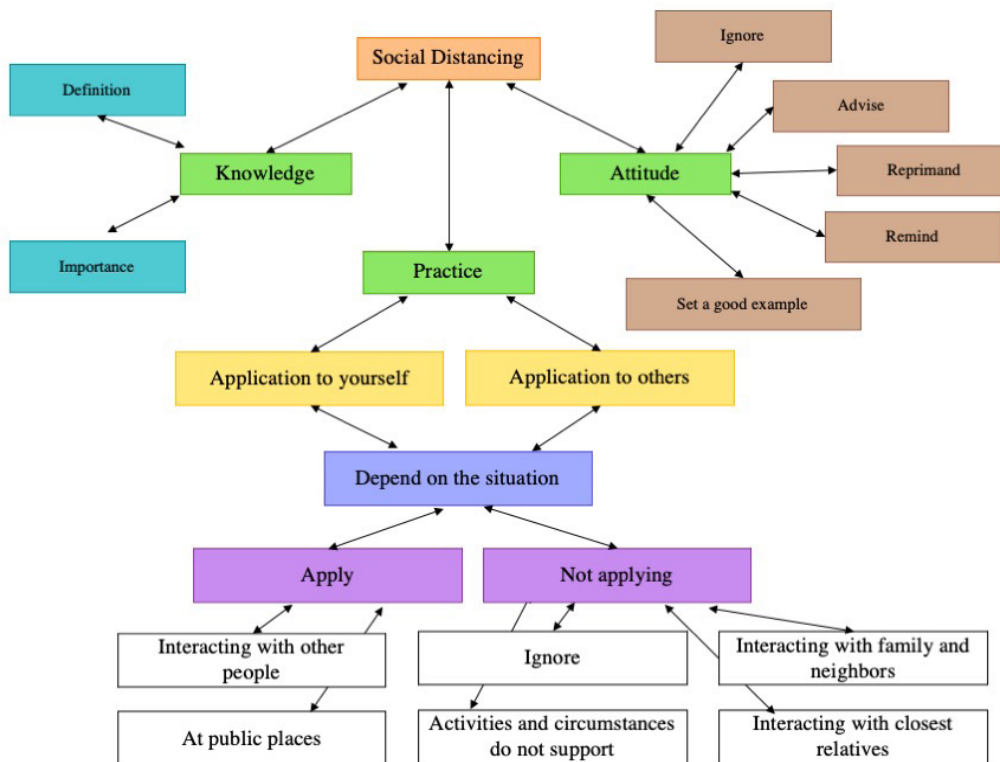 Ignore
Social Distancing
Definition
Advise
Knowledge
Attitude
Reprimand
Remind
Importance
Practice
Set a good example
Application to yourself
Application to others
Depend on the situation
Apply
Not applying
Interacting with other
people
Ignore
Interacting with family and
neighbors
At public places
Activities and circumstances
do not support
Interacting with closest
relatives